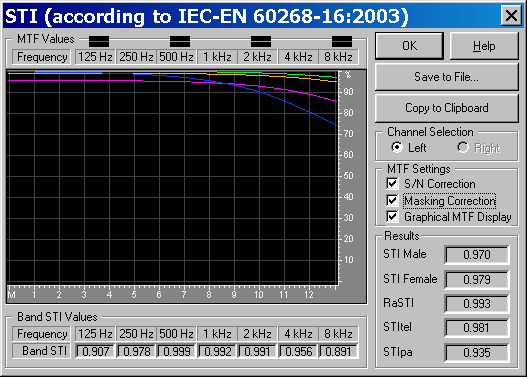 STI (according to IEC-EN 60268-16:2003)
MTF Values
Frequency 125 Hz 250 Hz 500 Hz 1 kHz 2 kHz 4 kHz 8 kHz
%
90
80
70
60
50
40
30
20
10
M 1 2 3 4 5 6 7 8 9 10 11 12 13
Band STI Values
Frequency 125 Hz 250 Hz 500 Hz 1 kHz 2 kHz 4 kHz 8 kHz
Band STI 0.907 0.978 0.999 0.992 0.991 0.956 0.891
OK Help
Save to File...
Copy to Clipboard
Channel Selection
Left Right
MTF Settings
S/N Correction
Masking Correction
Graphical MTF Display
Results
STI Male 0.970
STI Female 0.979
RaSTI 0.993
STItel 0.981
STIpa 0.935